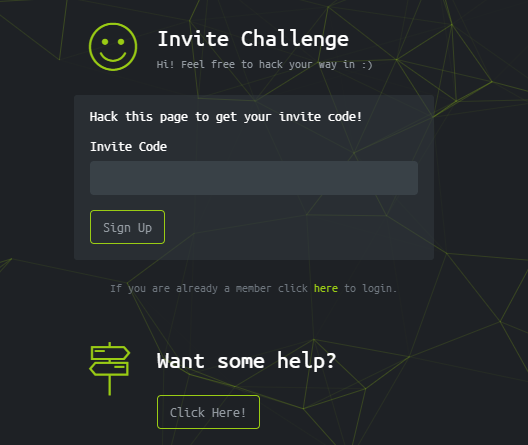 Invite Challenge
Hi! Feel free to hack your way in :)
Hack this page to get your invite code!
Invite Code
Sign Up
If you are already a member click here to login.
Want some help?
Click Here!